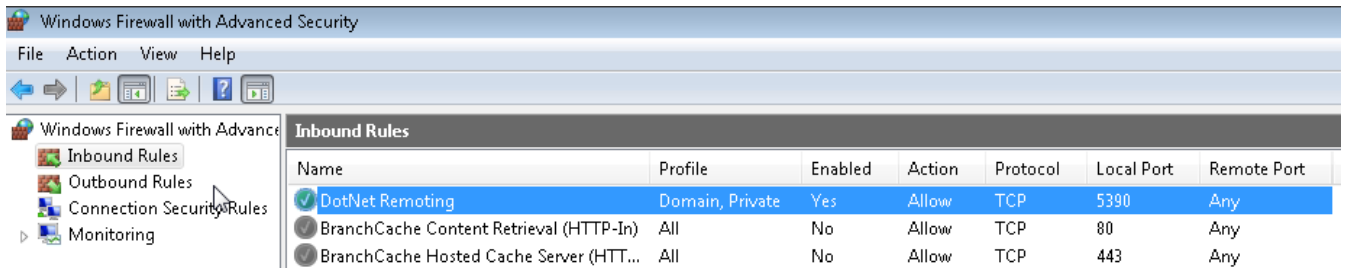 Windows Firewall with Advanced Security
File Action View Help
Windows Firewall with Advance
Inbound Rules
Outbound Rules
Connection Security Rules
Monitoring
Inbound Rules
Name Profile Enabled Action Protocol Local Port Remote Port
DotNet Remoting Domain, Private Yes Allow TCP 5390 Any
BranchCache Content Retrieval (HTTP-In) All No Allow TCP 80 Any
BranchCache Hosted Cache Server (HTT... All No Allow TCP 443 Any